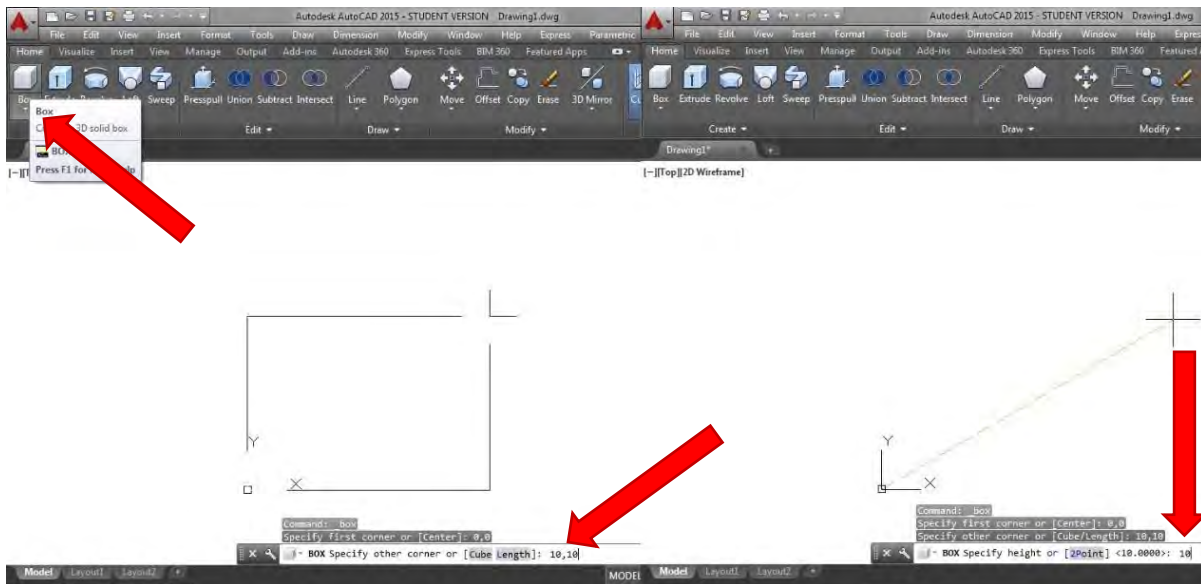 Autodesk AutoCAD 2015 - STUDENT VERSION Drawing1.dwg
File Edit View Insert Format Tools Draw Dimension Modify Window Help Express Parametric
Home Visualize Insert View Manage Output Add-ins Autodesk 360 Express Tools BIM 360 Featured Apps
Sweep Presspull Union Subtract Intersect Line Polygon Move Offset Copy Erase 3D Mirror
Box
3D solid box
Edit Draw Modify
Press F1 for
Y
X
Command: _box
Specify first corner or [Center]: 0,0
BOX Specify other corner or [Cube Length]: 10,10
Model Layout1 Layout2 +
MODEL
Autodesk AutoCAD 2015 - STUDENT VERSION Drawing1.dwg
File Edit View Insert Format Tools Draw Dimension Modify Window Help
Home Visualize Insert View Manage Output Add-ins Autodesk 360 Express Tools BIM 360 Featured
Box Extrude Revolve Loft Sweep Presspull Union Subtract Intersect Line Polygon Move Offset Copy Erase
Create Edit Draw Modify
Drawing1* +
[-][Top][2D Wireframe]
Y
X
Command: _box
Specify first corner or [Center]: 0,0
Specify other corner or [Cube/Length]: 10,10
BOX Specify height or [2Point] <10.0000>: 10
Model Layout1 Layout2 +